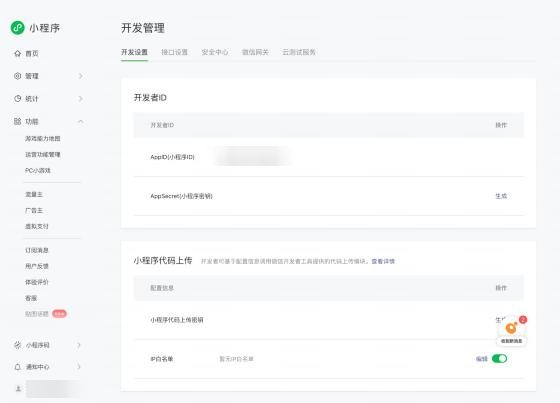 小程序
首页
管理
统计
功能
游戏能力地图
运营功能管理
PC小游戏
流量主
广告主
虚拟支付
订阅消息
用户反馈
体验评价
客服
小程序码
通知中心
开发管理
开发设置 接口设置 安全中心 微信网关 云测试服务
开发者ID
开发者ID 操作
AppID(小程序ID)
AppSecret(小程序密钥) 生成
小程序代码上传 开发者可基于配置信息调用微信开发者工具提供的代码上传模块。查看详情
配置信息 操作
小程序代码上传密钥
2
收到新消息
IP白名单 暂无IP白名单 编辑